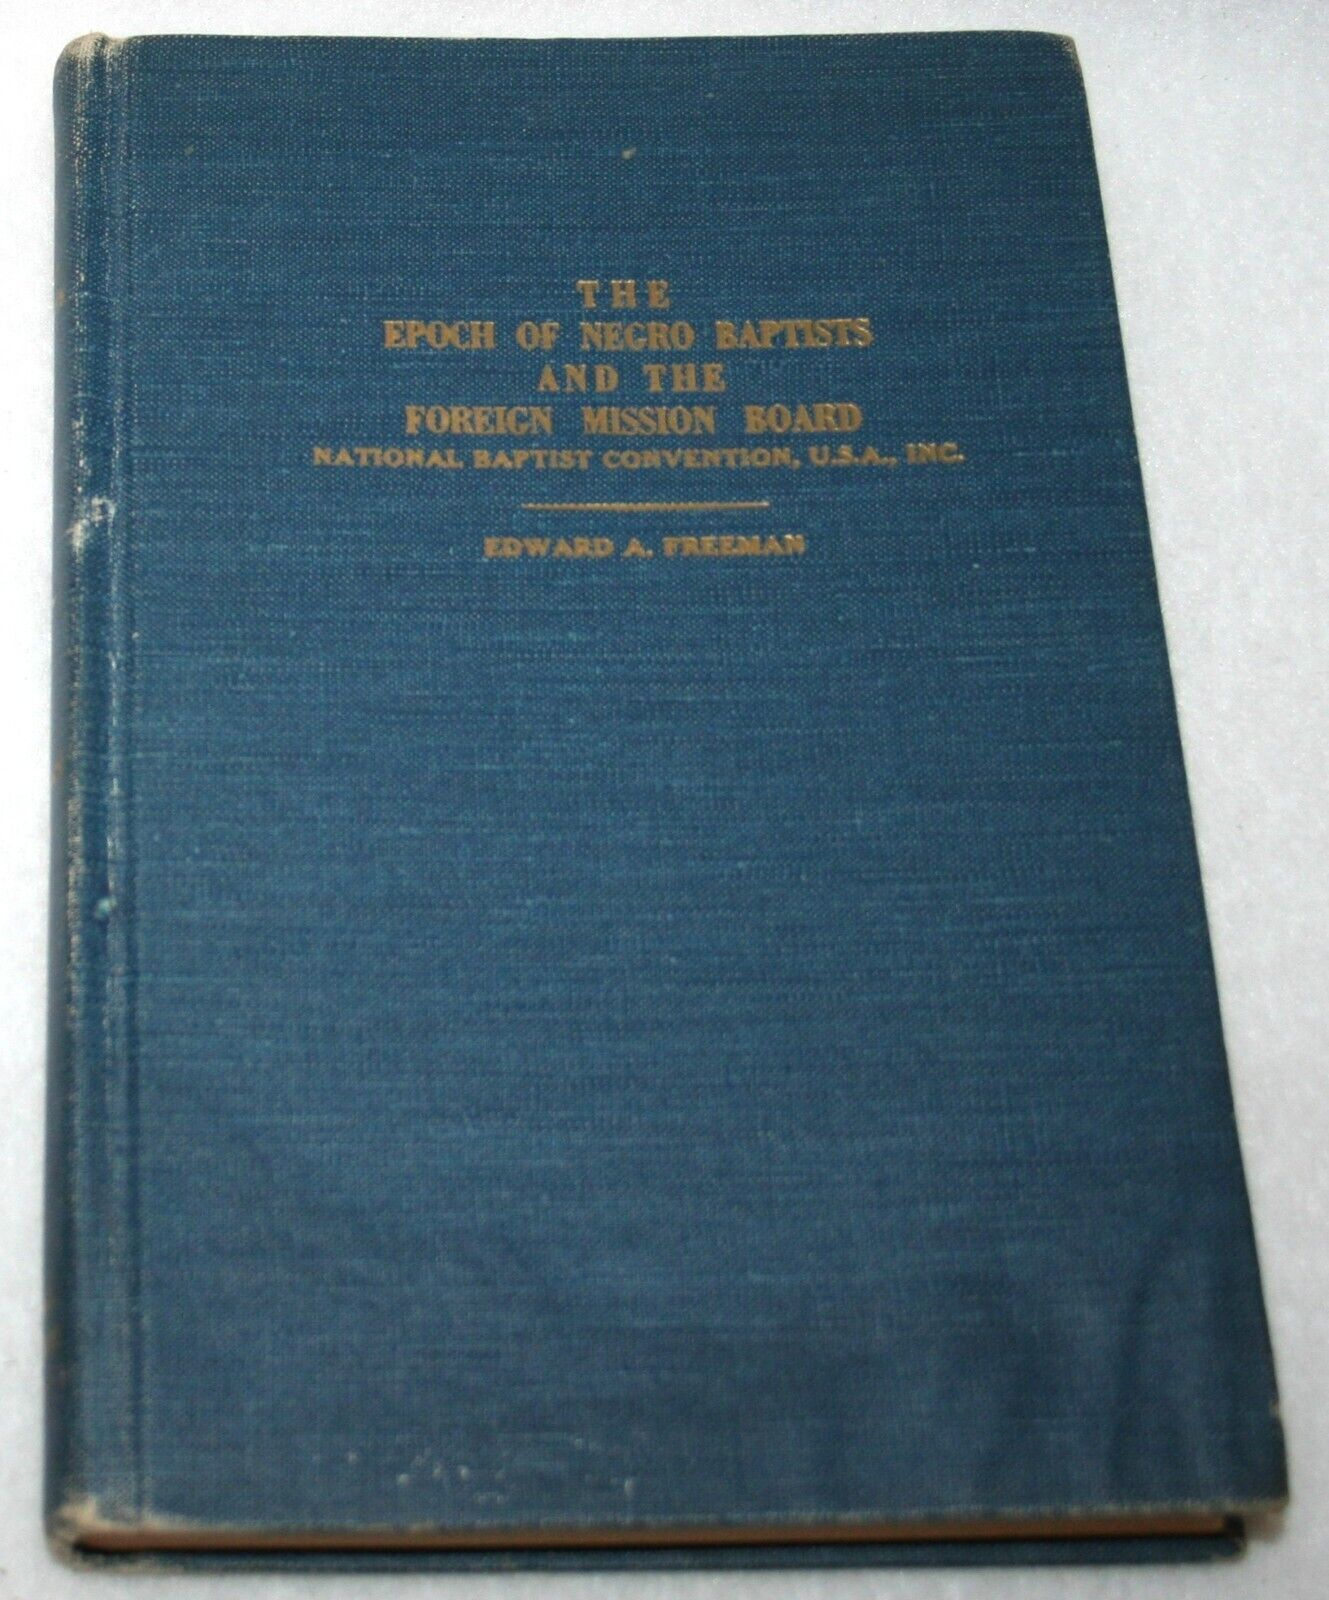 THE
EPOCH OF NEGRO BAPTISTS
AND THE
FOREIGN MISSION BOARD
NATIONAL BAPTIST CONVENTION, U.S.A., INC.
EDWARD A. FREEMAN